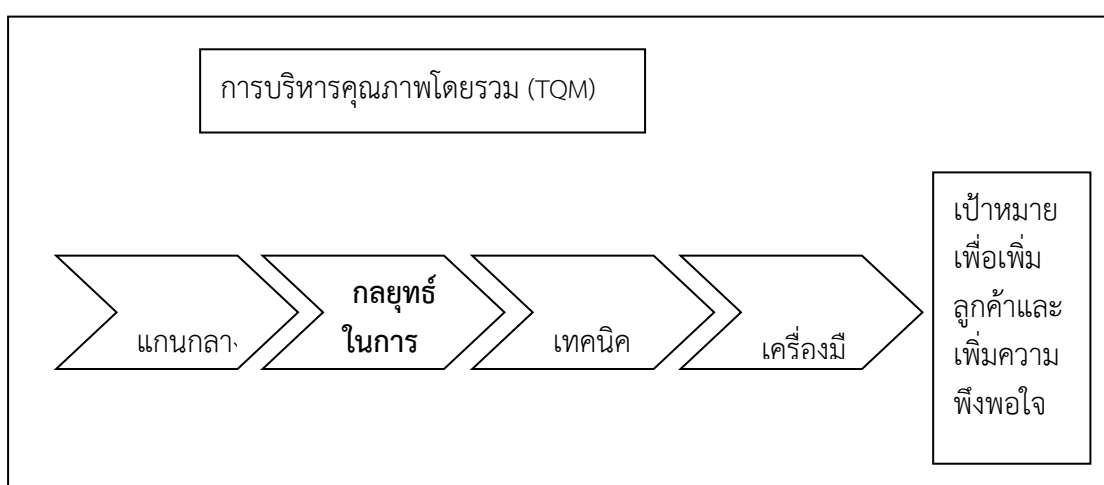 การบริหารคุณภาพโดยรวม (TQM)
แกนกลา
กลยุทธ์
ในการ
เทคนิค
เครื่องมื
เป้าหมาย
เพื่อเพิ่ม
ลูกค้าและ
เพิ่มความ
พึงพอใจ